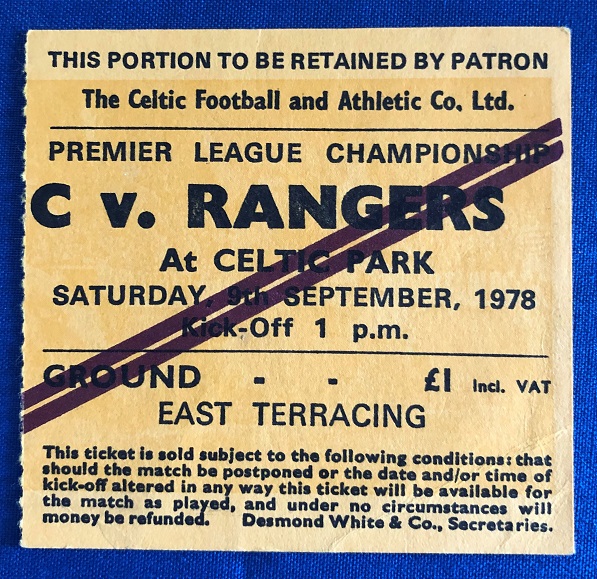 THIS PORTION TO BE RETAINED BY PATRON
The Celtic Football and Athletic Co, Ltd.
PREMIER LEAGUE CHAMPIONSHIP
C v. RANGERS
At CELTIC PARK
SATURDAY, 9th SEPTEMBER, 1978
Kick-Off 1 p.m.
GROUND - - £1 Incl. VAT
EAST TERRACING
This ticket is sold subject to the following conditions: that
should the match be postponed or the date and/or time of
kick-off altered in any way this ticket will be available for
the match as played, and under no circumstances will
money be refunded. Desmond White & Co., Secretaries.